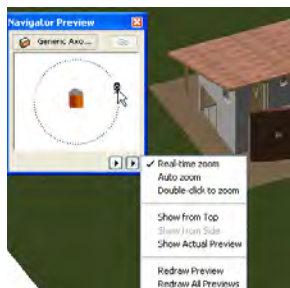 Navigator Preview
Generic Axo...
Go
Real-time zoom
Auto zoom
Double-click to zoom
Show from Top
Show from Side
Show Actual Preview
Redraw Preview
Redraw All Previews